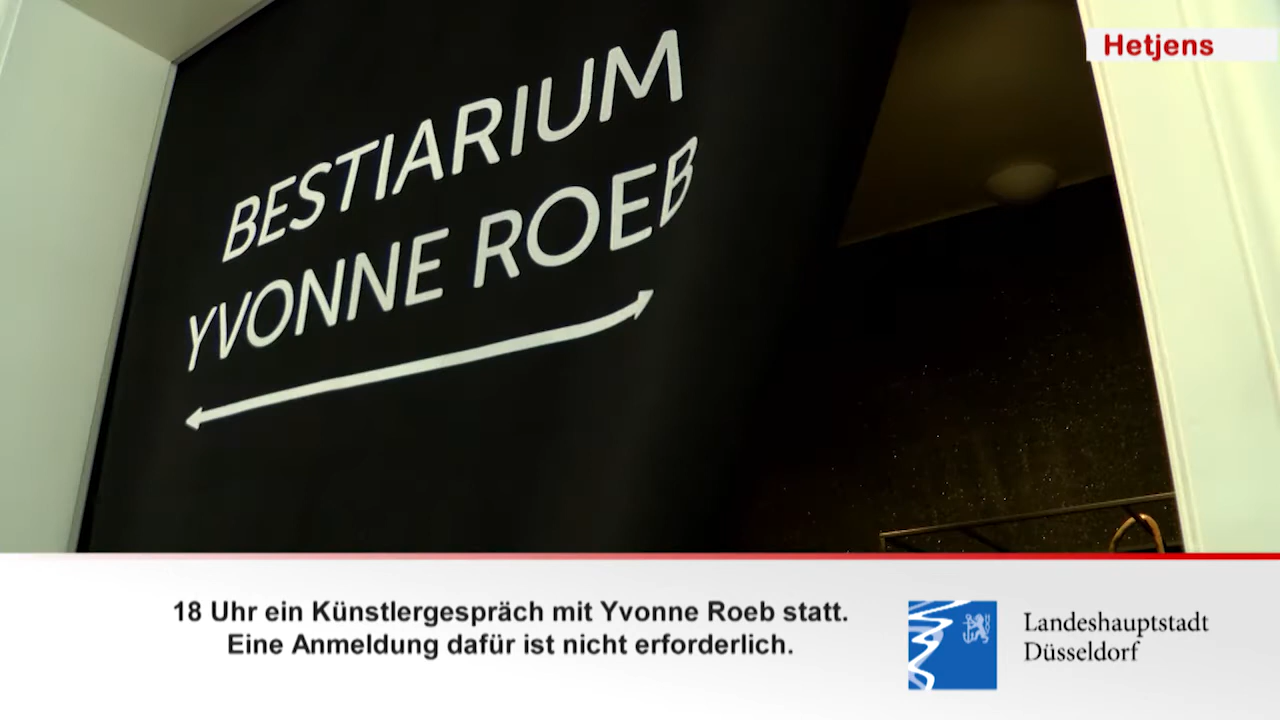 Hetjens
BESTIARIUM
YVONNE ROEB
18 Uhr ein Künstlergespräch mit Yvonne Roeb statt.
Eine Anmeldung dafür ist nicht erforderlich.
Landeshauptstadt
Düsseldorf